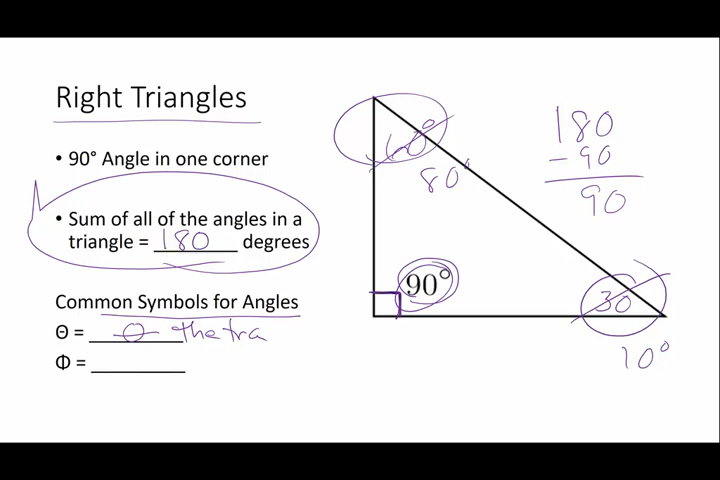 Right Triangles
• 90° Angle in one corner
• Sum of all of the angles in a
triangle = 180 degrees
Common Symbols for Angles
Θ = Θ thetra
Φ = ________
60°
80°
90°
30
10°
180
- 90
90